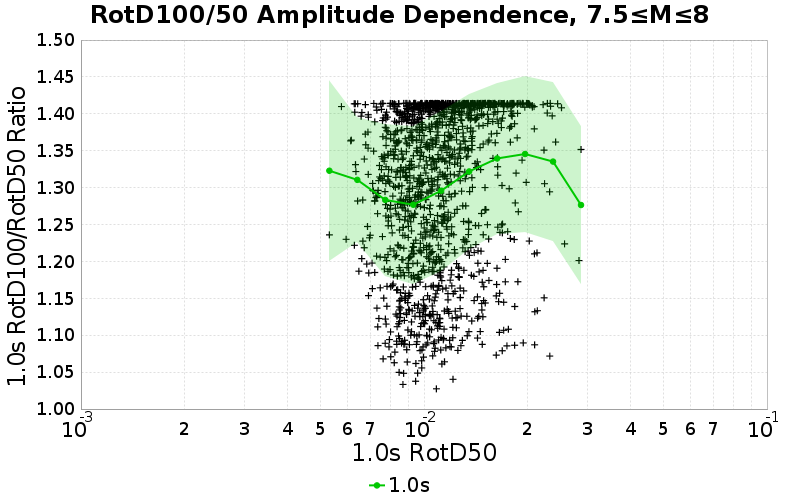 RotD100/50 Amplitude Dependence, 7.5≤M≤8
1.50
1.45
1.40
1.35
1.30
1.25
1.20
1.15
1.10
1.05
1.00
1.0s RotD100/RotD50 Ratio
10-3 2 3 4 5 6 7 10-2 2 3 4 5 6 7 10-1
1.0s RotD50
1.0s